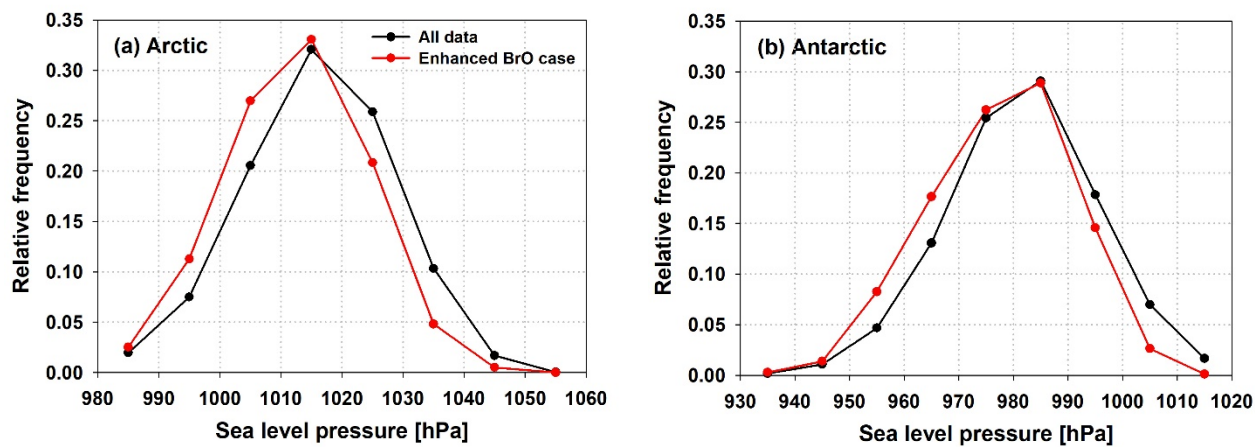 (a) Arctic
All data
Enhanced BrO case
Relative frequency
0.35
0.30
0.25
0.20
0.15
0.10
0.05
0.00
980 990 1000 1010 1020 1030 1040 1050 1060
Sea level pressure [hPa]
(b) Antarctic
Relative frequency
0.35
0.30
0.25
0.20
0.15
0.10
0.05
0.00
930 940 950 960 970 980 990 1000 1010 1020
Sea level pressure [hPa]